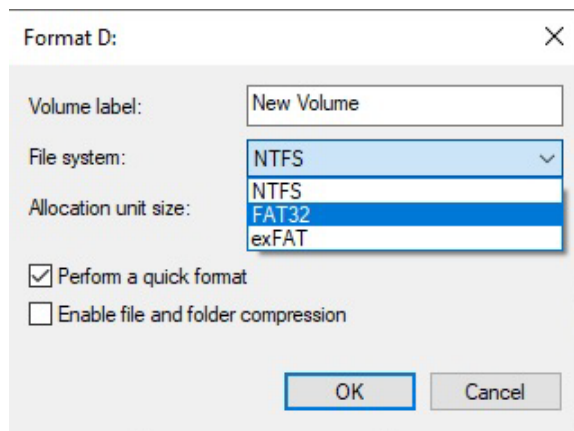 Format D:
Volume label: New Volume
File system: NTFS
NTFS
Allocation unit size: FAT32
exFAT
Perform a quick format
Enable file and folder compression
OK Cancel